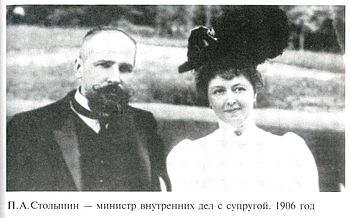 П.А.Столыпин — министр внутренних дел с супругой. 1906 год